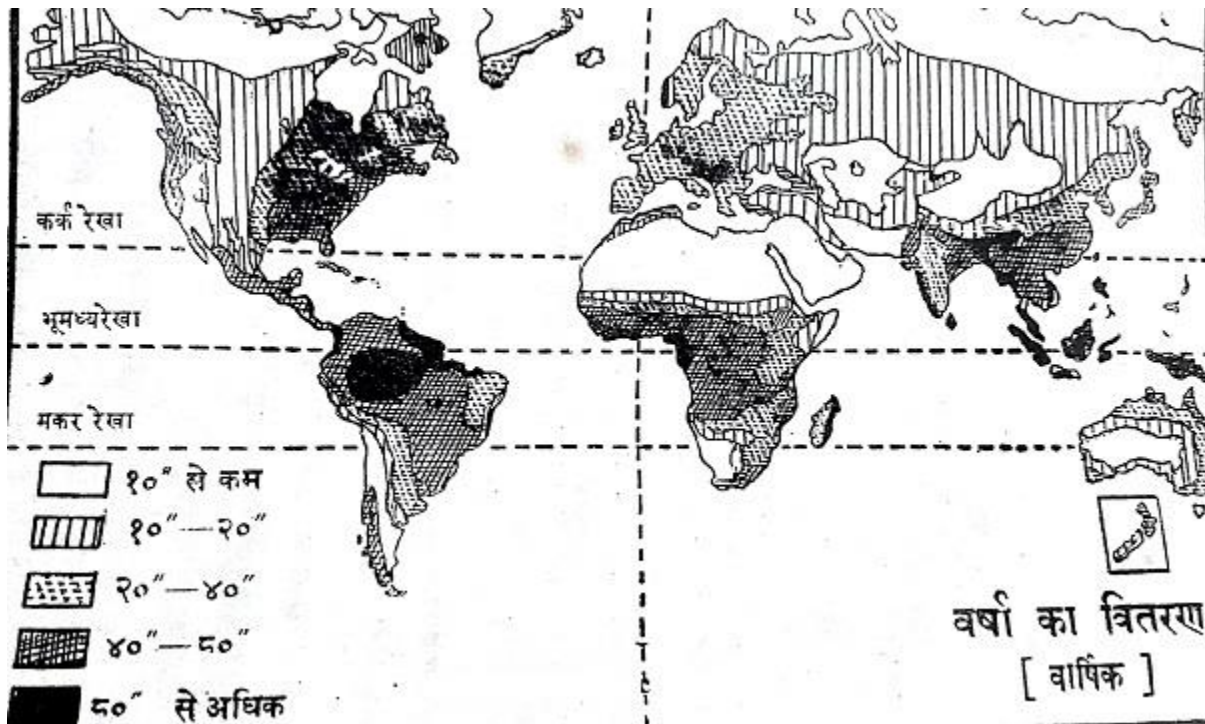 कर्क रेखा
भूमध्यरेखा
मकर रेखा
१०" से कम
१०"—२०"
२०"—४०"
४०"—८०"
८०" से अधिक
वर्षा का वितरण
[ वार्षिक ]